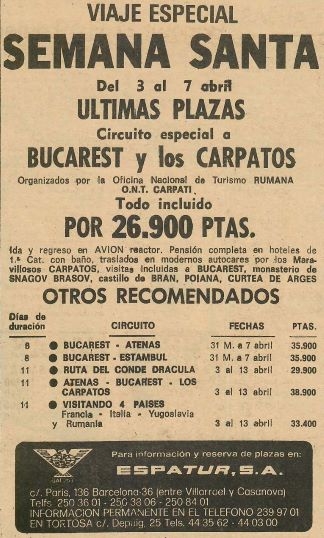 VIAJE ESPECIAL
SEMANA SANTA
Del 3 al 7 abril
ULTIMAS PLAZAS
Circuito especial a
BUCAREST y los CARPATOS
Organizados por la Oficina Nacional de Turismo RUMANA
O.N.T. CARPATI.
Todo incluido
POR 26.900 PTAS.
Ida y regreso en AVION reactor. Pensión completa en hoteles de
1.ª Cat. con baño, traslados en modernos autocares por los Mara-
villosos CARPATOS, visitas incluidas a BUCAREST, monasterio de
SNAGOV BRASOV, castillo de BRAN, POIANA, CURTEA DE ARGES
OTROS RECOMENDADOS
Días de duración CIRCUITO FECHAS PTAS.
8 ● BUCAREST - ATENAS 31 M. a 7 abril 35.900
8 ● BUCAREST - ESTAMBUL 31 M. a 7 abril 35.900
11 ● RUTA DEL CONDE DRACULA 3 al 13 abril 29.900
11 ● ATENAS - BUCAREST - LOS
CARPATOS 3 al 13 abril 38.900
14 ● VISITANDO 4 PAISES
Francia - Italia - Yugoslavia
y Rumania 3 al 13 abril 33.400
Para información y reserva de plazas en:
ESPATUR, S.A.
c/. París, 136 Barcelona-36 (entre Villarroel y Casanova)
Telfs 250 36 01 - 250 33 06 - 250 84 01
INFORMACION PERMANENTE EN EL TELEFONO 239 97 01
EN TORTOSA c/. Despuig, 25 Tels. 44 35 62 - 44 03 00